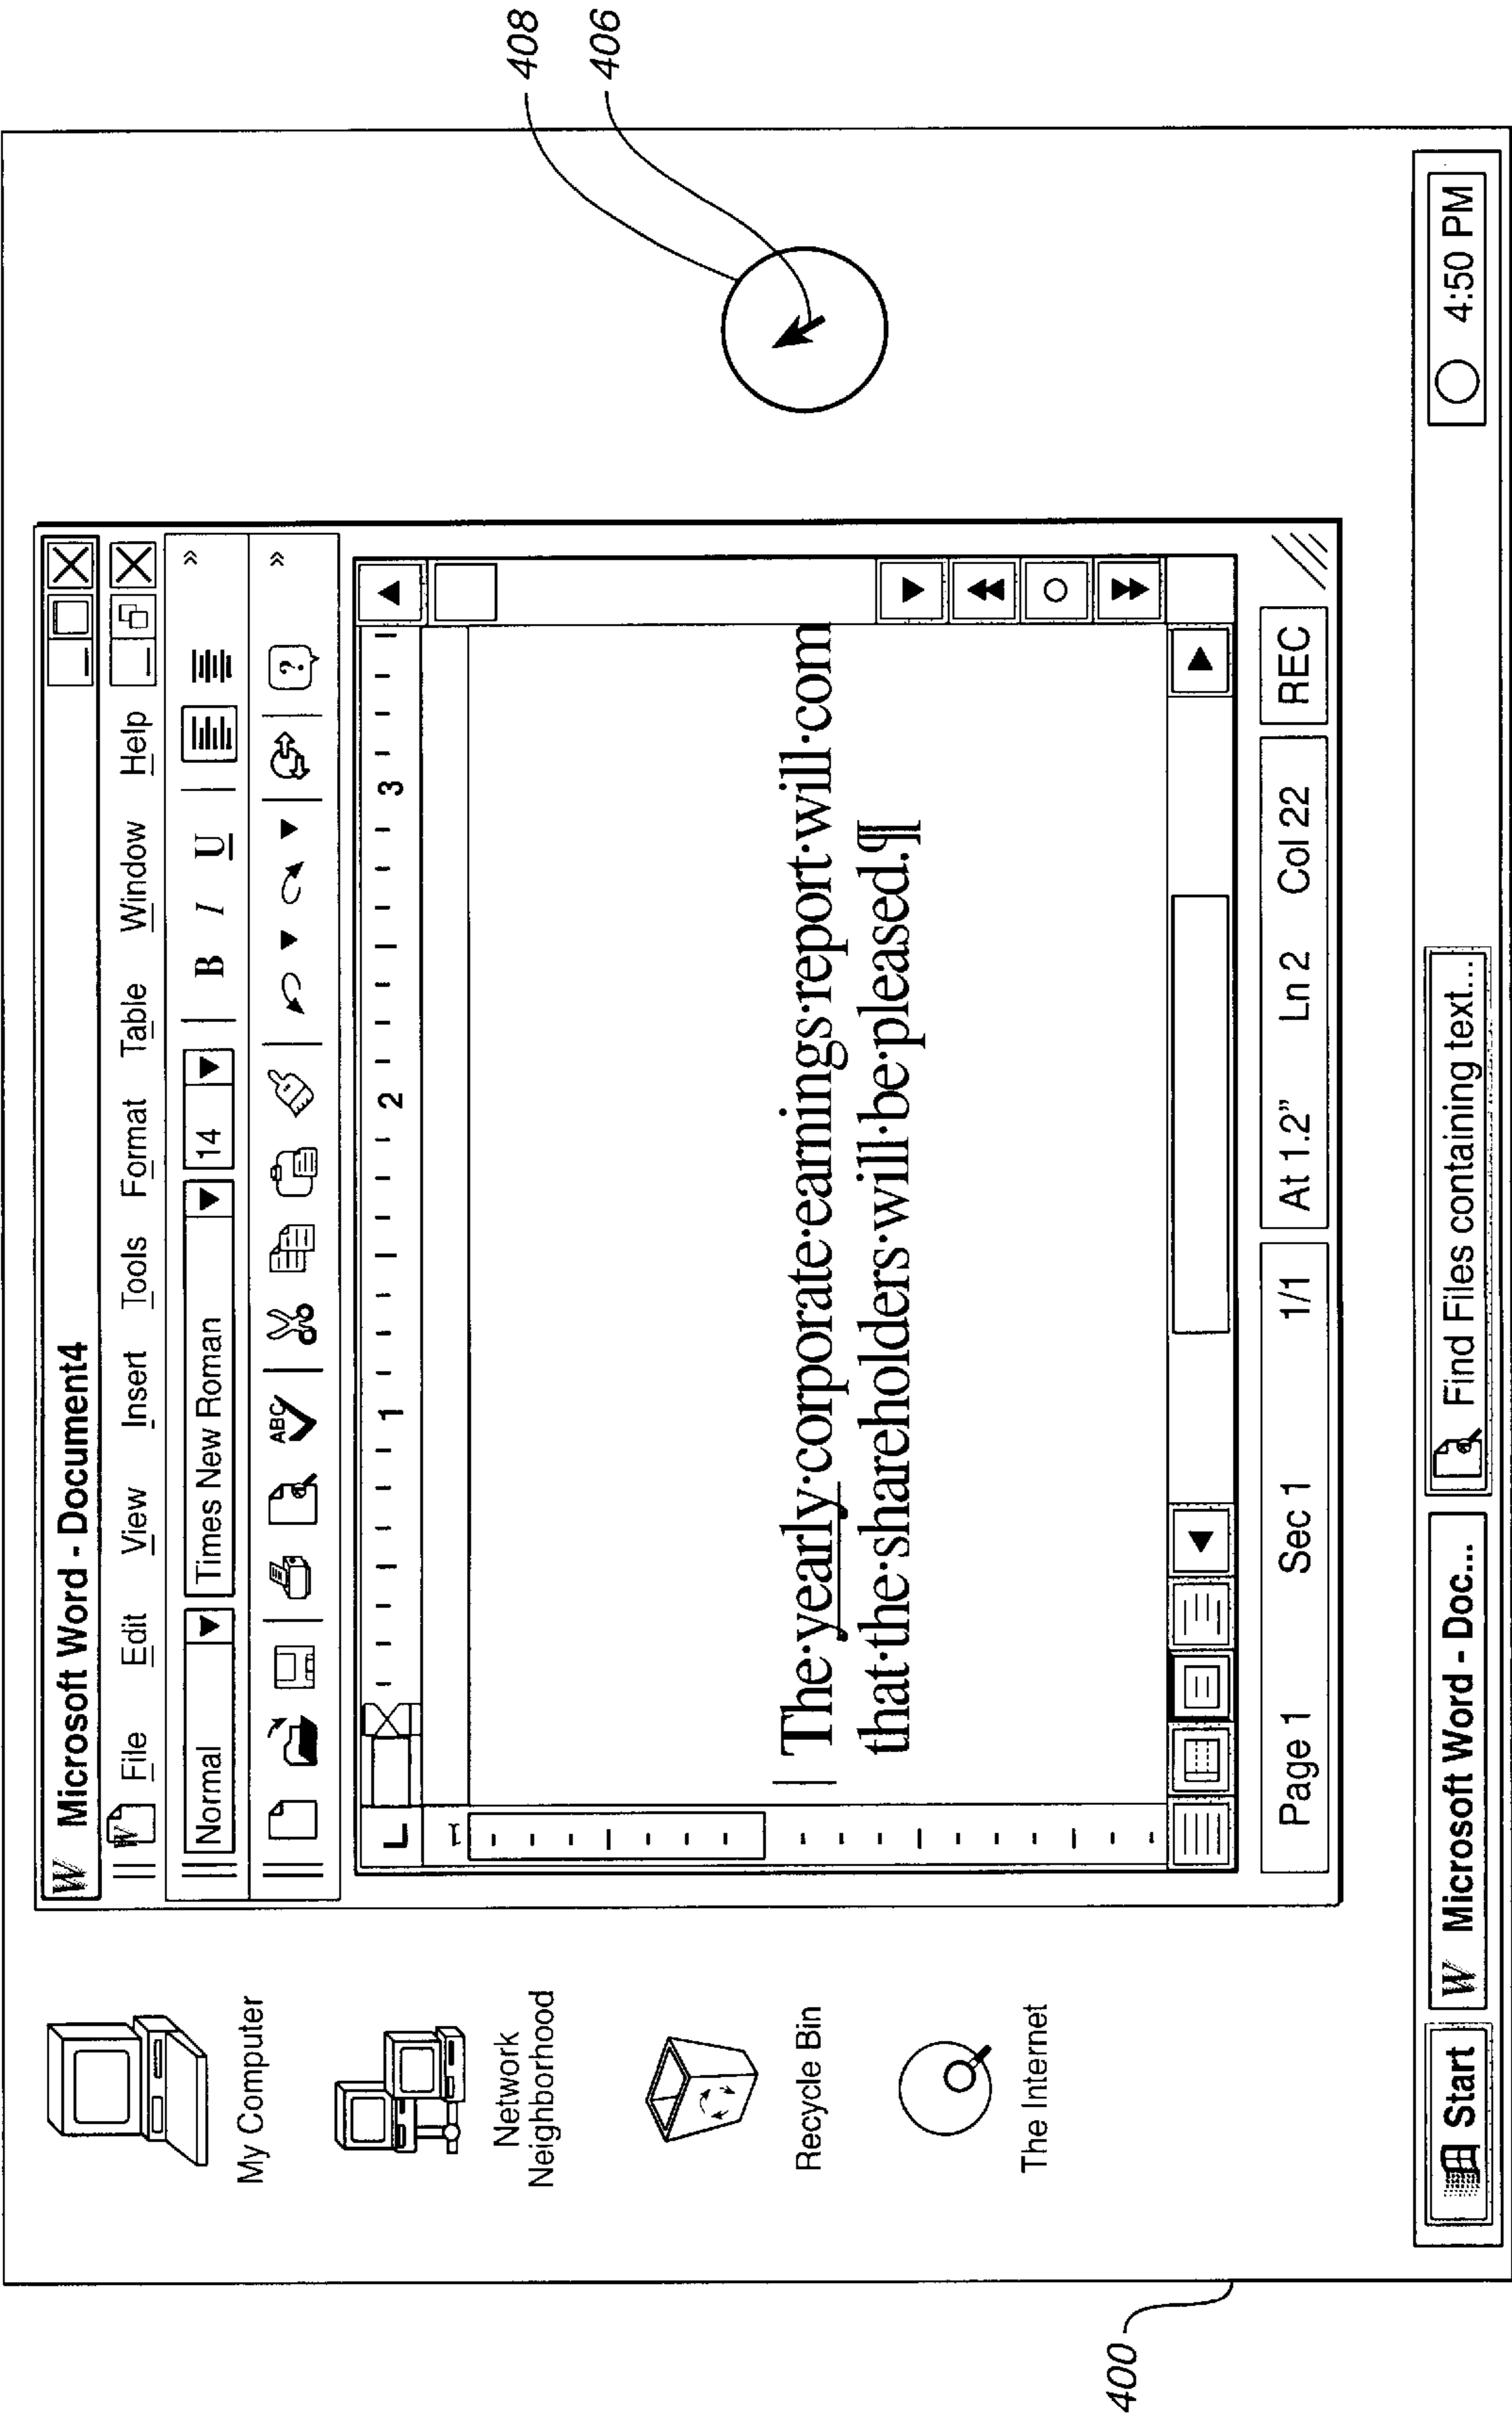 408
406
W Microsoft Word - Document4
W File Edit View Insert Tools Format Table Window Help
Normal Times New Roman 14 B I U »
ABC ? »
L 1 2 3
1
The·yearly·corporate·earnings·report·will·com
that·the·shareholders·will·be·pleased.¶
Page 1 Sec 1 1/1 At 1.2” Ln 2 Col 22 REC
My Computer
Network
Neighborhood
Recycle Bin
The Internet
Start W Microsoft Word - Doc... Find Files containing text... 4:50 PM
400